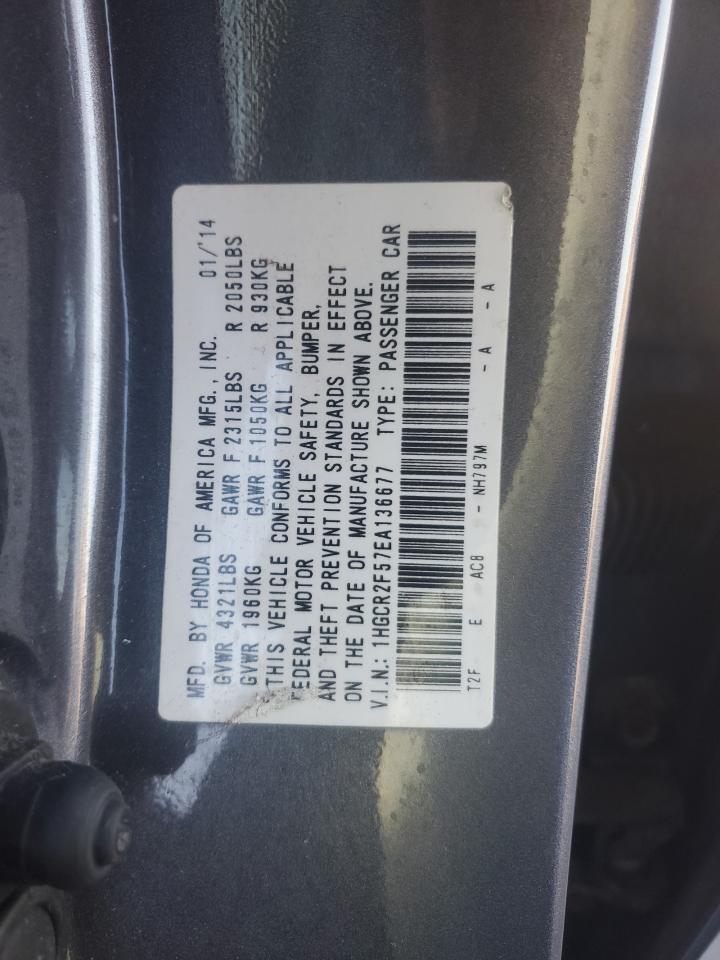 MFD. BY HONDA OF AMERICA MFG., INC. 01/'14
GVWR 4321LBS GAWR F 2315LBS R 2050LBS
GVWR 1960KG GAWR F 1050KG R 930KG
THIS VEHICLE CONFORMS TO ALL APPLICABLE
FEDERAL MOTOR VEHICLE SAFETY, BUMPER,
AND THEFT PREVENTION STANDARDS IN EFFECT
ON THE DATE OF MANUFACTURE SHOWN ABOVE.
V.I.N.: 1HGCR2F57EA136677 TYPE: PASSENGER CAR
T2F E AC8 - NH797M - A - A